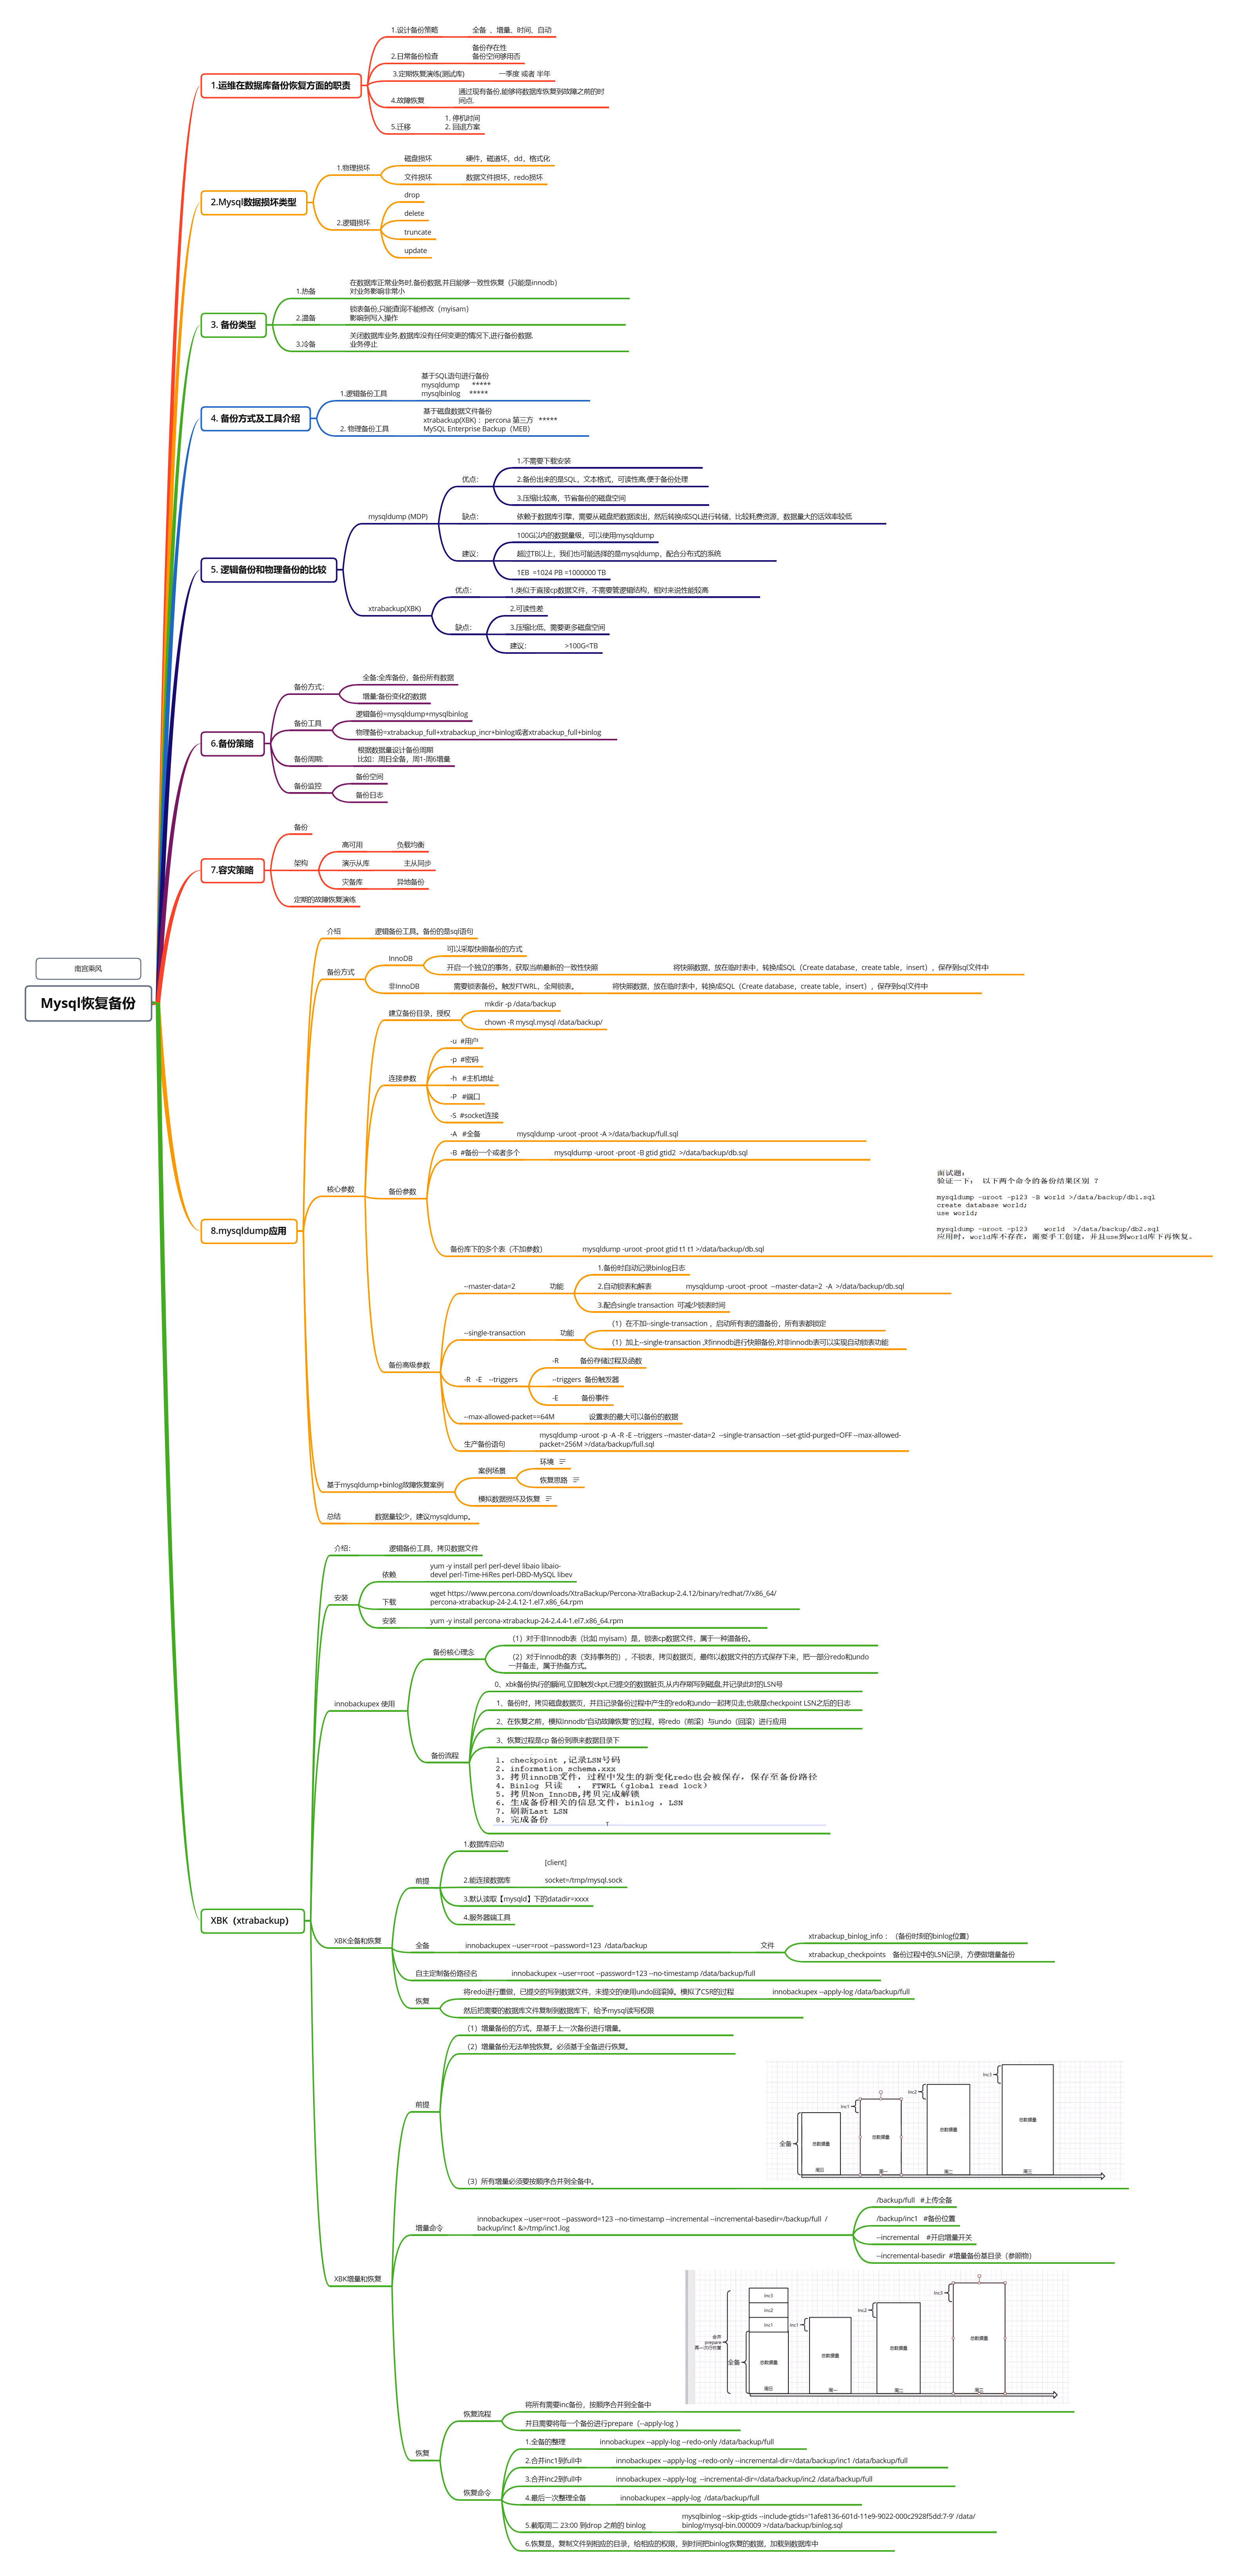 南宫乘风
Mysql恢复备份
1.运维在数据库备份恢复方面的职责
1.设计备份策略
全备 、增量、时间、自动
2.日常备份检查
备份存在性
备份空间够用否
3.定期恢复演练(测试库)
一季度 或者 半年
4.故障恢复
通过现有备份,能够将数据库恢复到故障之前的时
间点.
5.迁移
1. 停机时间
2. 回退方案
2.Mysql数据损坏类型
1.物理损坏
磁盘损坏
硬件，磁道坏，dd，格式化
文件损坏
数据文件损坏，redo损坏
2.逻辑损坏
drop
delete
truncate
update
3. 备份类型
1.热备
在数据库正常业务时,备份数据,并且能够一致性恢复（只能是innodb）
对业务影响非常小
2.温备
锁表备份,只能查询不能修改（myisam）
影响到写入操作
3.冷备
关闭数据库业务,数据库没有任何变更的情况下,进行备份数据.
业务停止
4. 备份方式及工具介绍
1.逻辑备份工具
基于SQL语句进行备份
mysqldump *****
mysqlbinlog *****
2. 物理备份工具
基于磁盘数据文件备份
xtrabackup(XBK) ：percona 第三方 *****
MySQL Enterprise Backup（MEB）
5. 逻辑备份和物理备份的比较
mysqldump (MDP)
优点：
1.不需要下载安装
2.备份出来的是SQL，文本格式，可读性高,便于备份处理
3.压缩比较高，节省备份的磁盘空间
缺点：
依赖于数据库引擎，需要从磁盘把数据读出，然后转换成SQL进行转储，比较耗费资源，数据量大的话效率较低
建议：
100G以内的数据量级，可以使用mysqldump
超过TB以上，我们也可能选择的是mysqldump，配合分布式的系统
1EB =1024 PB =1000000 TB
xtrabackup(XBK)
优点：
1.类似于直接cp数据文件，不需要管逻辑结构，相对来说性能较高
缺点：
2.可读性差
3.压缩比低，需要更多磁盘空间
建议：
>100G<TB
6.备份策略
备份方式：
全备:全库备份，备份所有数据
增量:备份变化的数据
备份工具
逻辑备份=mysqldump+mysqlbinlog
物理备份=xtrabackup_full+xtrabackup_incr+binlog或者xtrabackup_full+binlog
备份周期:
根据数据量设计备份周期
比如：周日全备，周1-周6增量
备份监控
备份空间
备份日志
7.容灾策略
备份
架构
高可用
负载均衡
演示从库
主从同步
灾备库
异地备份
定期的故障恢复演练
8.mysqldump应用
介绍
逻辑备份工具。备份的是sql语句
备份方式
InnoDB
可以采取快照备份的方式
开启一个独立的事务，获取当前最新的一致性快照
将快照数据，放在临时表中，转换成SQL（Create database，create table，insert），保存到sql文件中
非InnoDB
需要锁表备份。触发FTWRL，全局锁表。
将快照数据，放在临时表中，转换成SQL（Create database，create table，insert），保存到sql文件中
核心参数
建立备份目录，授权
mkdir -p /data/backup
chown -R mysql.mysql /data/backup/
连接参数
-u #用户
-p #密码
-h #主机地址
-P #端口
-S #socket连接
备份参数
-A #全备
mysqldump -uroot -proot -A >/data/backup/full.sql
-B #备份一个或者多个
mysqldump -uroot -proot -B gtid gtid2 >/data/backup/db.sql
备份库下的多个表（不加参数）
mysqldump -uroot -proot gtid t1 t1 >/data/backup/db.sql
面试题：
验证一下， 以下两个命令的备份结果区别 ？
mysqldump -uroot -p123 -B world >/data/backup/db1.sql
create database world;
use world;
mysqldump -uroot -p123 world >/data/backup/db2.sql
应用时，world库不存在，需要手工创建，并且use到world库下再恢复。
备份高级参数
--master-data=2
功能
1.备份时自动记录binlog日志
2.自动锁表和解表
mysqldump -uroot -proot --master-data=2 -A >/data/backup/db.sql
3.配合single transaction 可减少锁表时间
--single-transaction
功能
（1）在不加--single-transaction ，启动所有表的温备份，所有表都锁定
（1）加上--single-transaction ,对innodb进行快照备份,对非innodb表可以实现自动锁表功能
-R -E --triggers
-R 备份存储过程及函数
--triggers 备份触发器
-E 备份事件
--max-allowed-packet==64M
设置表的最大可以备份的数据
生产备份语句
mysqldump -uroot -p -A -R -E --triggers --master-data=2 --single-transaction --set-gtid-purged=OFF --max-allowed-
packet=256M >/data/backup/full.sql
基于mysqldump+binlog故障恢复案例
案例场景
环境
恢复思路
模拟数据损坏及恢复
总结
数据量较少，建议mysqldump。
XBK（xtrabackup）
介绍：
逻辑备份工具，拷贝数据文件
安装
依赖
yum -y install perl perl-devel libaio libaio-
devel perl-Time-HiRes perl-DBD-MySQL libev
下载
wget https://www.percona.com/downloads/XtraBackup/Percona-XtraBackup-2.4.12/binary/redhat/7/x86_64/
percona-xtrabackup-24-2.4.12-1.el7.x86_64.rpm
安装
yum -y install percona-xtrabackup-24-2.4.4-1.el7.x86_64.rpm
innobackupex 使用
备份核心理念
（1）对于非Innodb表（比如 myisam）是，锁表cp数据文件，属于一种温备份。
（2）对于Innodb的表（支持事务的），不锁表，拷贝数据页，最终以数据文件的方式保存下来，把一部分redo和undo
一并备走，属于热备方式。
备份流程
0、xbk备份执行的瞬间,立即触发ckpt,已提交的数据脏页,从内存刷写到磁盘,并记录此时的LSN号
1、备份时，拷贝磁盘数据页，并且记录备份过程中产生的redo和undo一起拷贝走,也就是checkpoint LSN之后的日志
2、在恢复之前，模拟Innodb“自动故障恢复”的过程，将redo（前滚）与undo（回滚）进行应用
3、恢复过程是cp 备份到原来数据目录下
1. checkpoint ,记录LSN号码
2. information_schema.xxx
3. 拷贝innoDB文件，过程中发生的新变化redo也会被保存，保存至备份路径
4. Binlog 只读 ， FTWRL（global read lock）
5. 拷贝Non InnoDB,拷贝完成解锁
6. 生成备份相关的信息文件，binlog ，LSN
7. 刷新Last LSN
8. 完成备份
XBK全备和恢复
前提
1.数据库启动
2.能连接数据库
[client]
socket=/tmp/mysql.sock
3.默认读取【mysqld】下的datadir=xxxx
4.服务器端工具
全备
innobackupex --user=root --password=123 /data/backup
文件
xtrabackup_binlog_info ：（备份时刻的binlog位置）
xtrabackup_checkpoints 备份过程中的LSN记录，方便做增量备份
自主定制备份路径名
innobackupex --user=root --password=123 --no-timestamp /data/backup/full
恢复
将redo进行重做，已提交的写到数据文件，未提交的使用undo回滚掉。模拟了CSR的过程
innobackupex --apply-log /data/backup/full
然后把需要的数据库文件复制到数据库下，给予mysql读写权限
XBK增量和恢复
前提
（1）增量备份的方式，是基于上一次备份进行增量。
（2）增量备份无法单独恢复。必须基于全备进行恢复。
（3）所有增量必须要按顺序合并到全备中。
全备
总数据量
周日
Inc1
总数据量
周一
Inc2
总数据量
周二
Inc3
总数据量
周三
增量命令
innobackupex --user=root --password=123 --no-timestamp --incremental --incremental-basedir=/backup/full /
backup/inc1 &>/tmp/inc1.log
/backup/full #上传全备
/backup/inc1 #备份位置
--incremental #开启增量开关
--incremental-basedir #增量备份基目录（参照物）
恢复
恢复流程
将所有需要inc备份，按顺序合并到全备中
并且需要将每一个备份进行prepare（--apply-log ）
合并
prepare
全备
inc3
inc2
inc1
总数据量
周日
Inc1
总数据量
周一
Inc2
总数据量
周二
Inc3
总数据量
周三
恢复命令
1.全备的整理
innobackupex --apply-log --redo-only /data/backup/full
2.合并inc1到full中
innobackupex --apply-log --redo-only --incremental-dir=/data/backup/inc1 /data/backup/full
3.合并inc2到full中
innobackupex --apply-log --incremental-dir=/data/backup/inc2 /data/backup/full
4.最后一次整理全备
innobackupex --apply-log /data/backup/full
5.截取周二 23:00 到drop 之前的 binlog
mysqlbinlog --skip-gtids --include-gtids='1afe8136-601d-11e9-9022-000c2928f5dd:7-9' /data/
binlog/mysql-bin.000009 >/data/backup/binlog.sql
6.恢复是，复制文件到相应的目录，给相应的权限，到时间把binlog恢复的数据，加载到数据库中